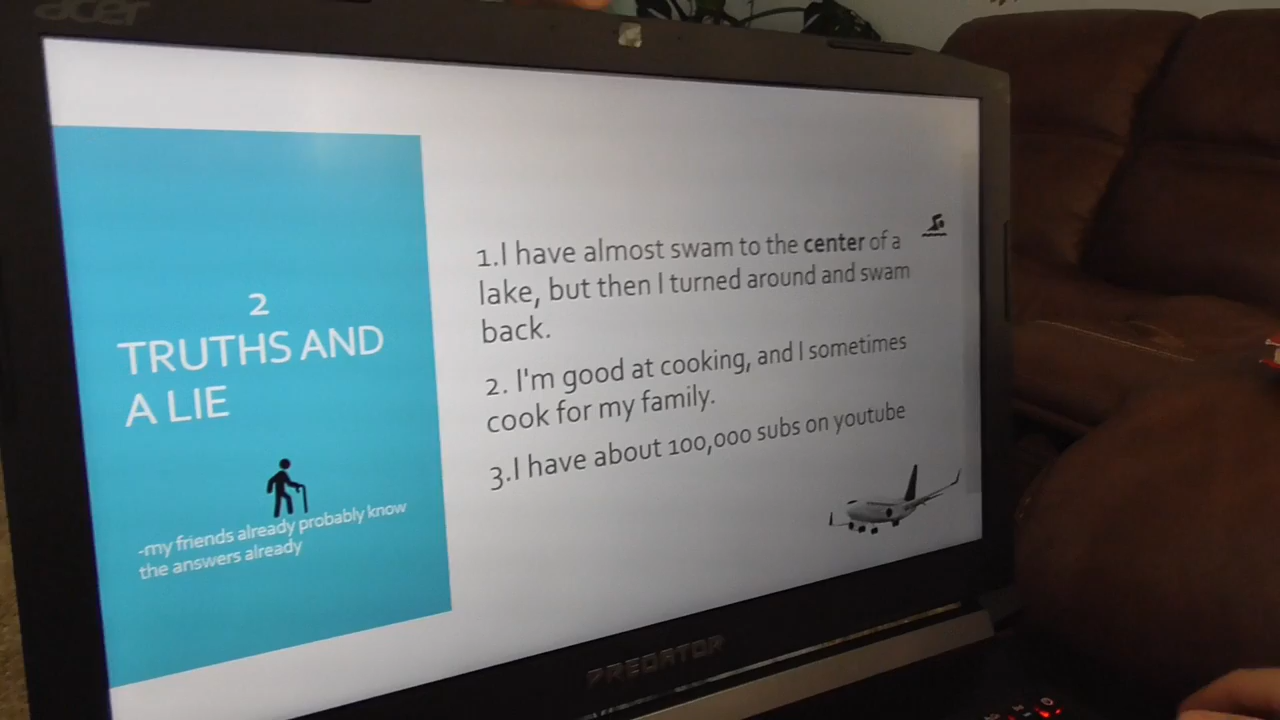 acer
2
TRUTHS AND
A LIE
-my friends already probably know
the answers already
1.I have almost swam to the center of a
lake, but then I turned around and swam
back.
2. I'm good at cooking, and I sometimes
cook for my family.
3.I have about 100,000 subs on youtube
PREDATOR